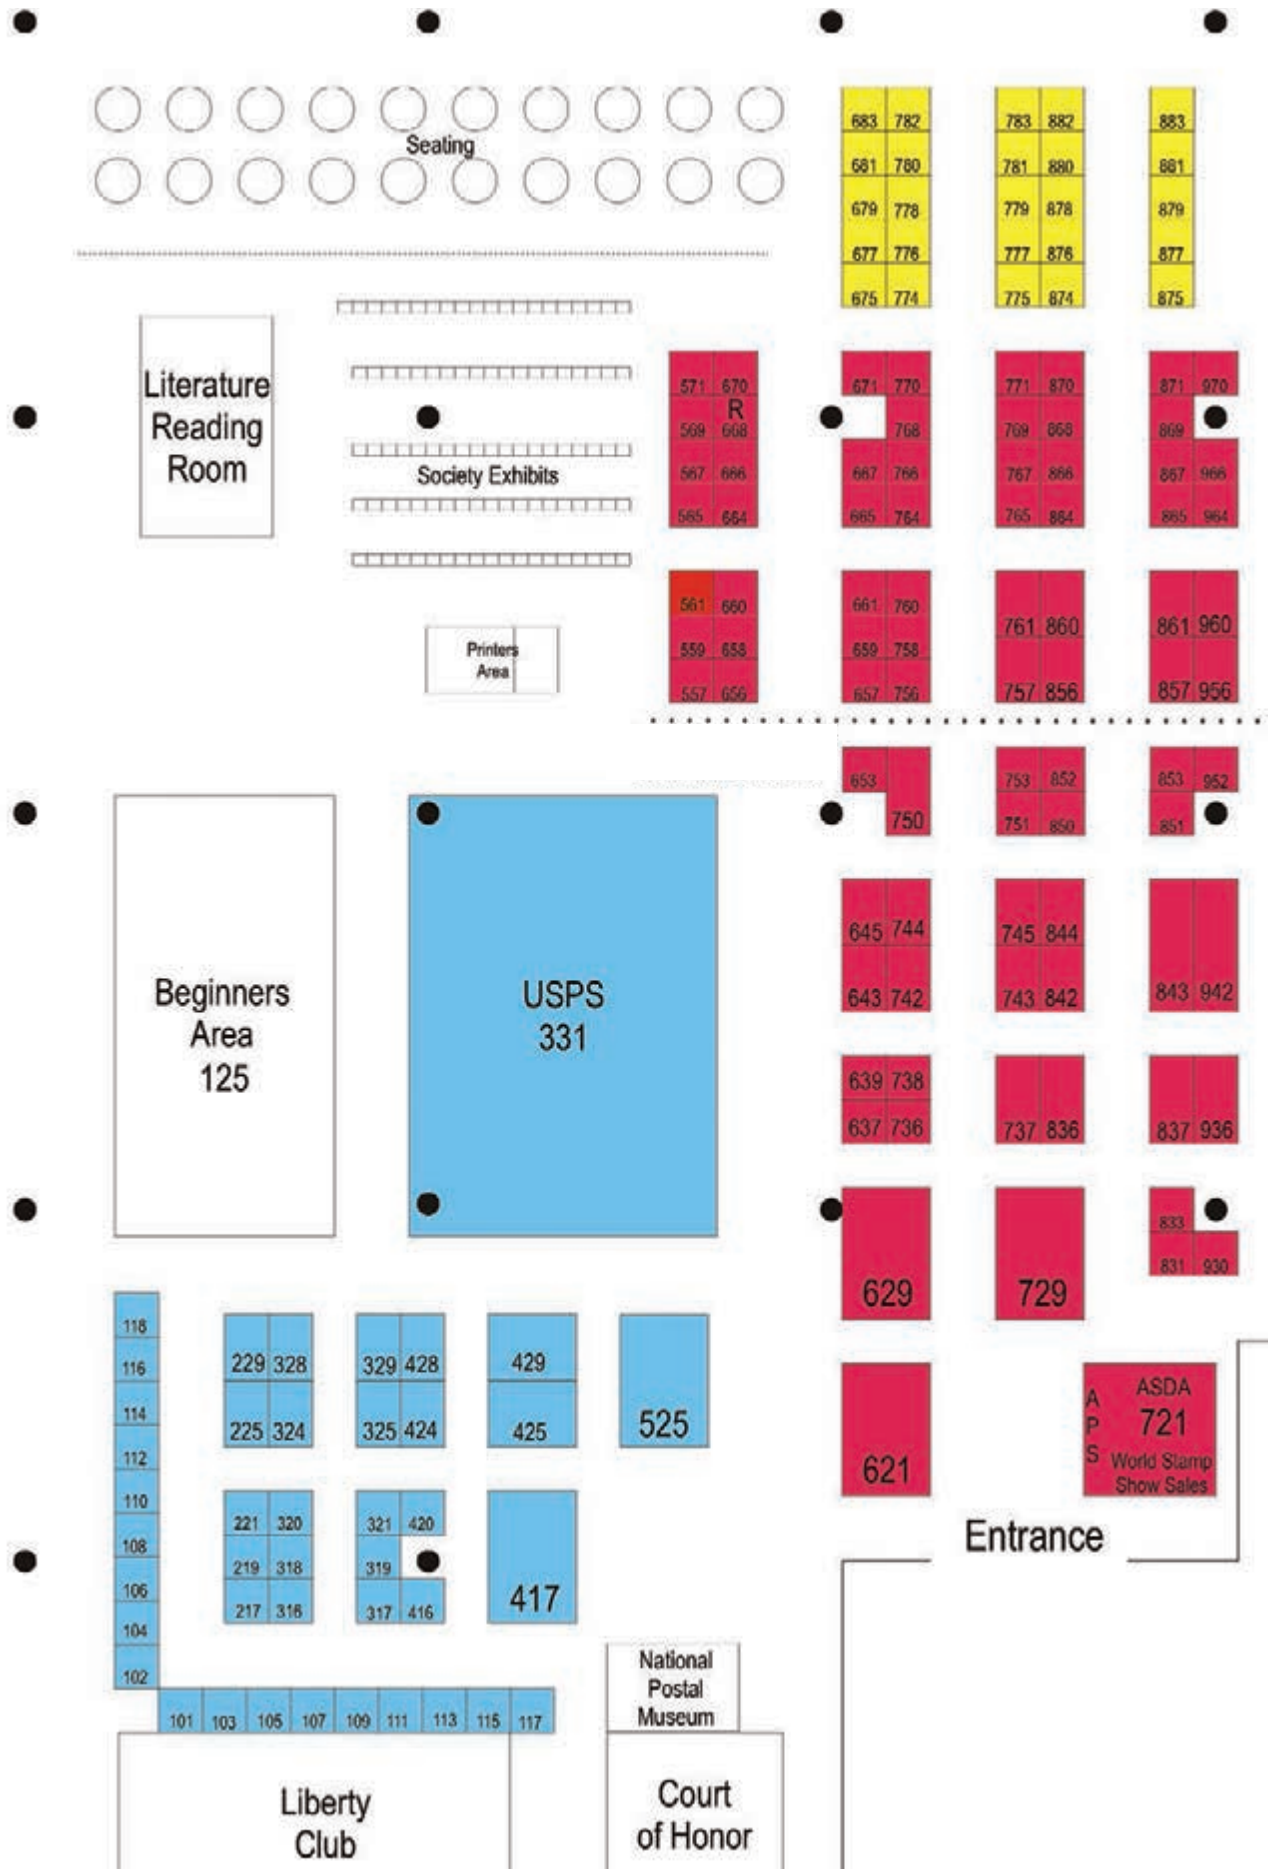 683 782 783 882 883
Seating
681 780 781 880 881
679 778 779 878 879
677 776 777 876 877
675 774 775 874 875
Literature
Reading
Room
571 670 671 770 771 870 871 970
R
569 668 768 769 868 869
Society Exhibits
567 666 667 766 767 866 867 966
565 664 665 764 765 864 865 964
561 660 661 760 761 860 861 960
Printers
Area
559 658 659 758
557 656 657 756 757 856 857 956
653 753 852 853 952
750 751 850 851
645 744 745 844
Beginners
Area
125
USPS
331
643 742 743 842 843 942
639 738
637 736 737 836 837 936
833
831 930
629 729
118
116
114
112
110
108
106
104
102
229 328 329 428 429
225 324 325 424 425 525
621
A
P
S
ASDA
721
World Stamp
Show Sales
Entrance
221 320 321 420
219 318 319
217 316 317 416 417
National
Postal
Museum
101 103 105 107 109 111 113 115 117
Liberty
Club
Court
of Honor